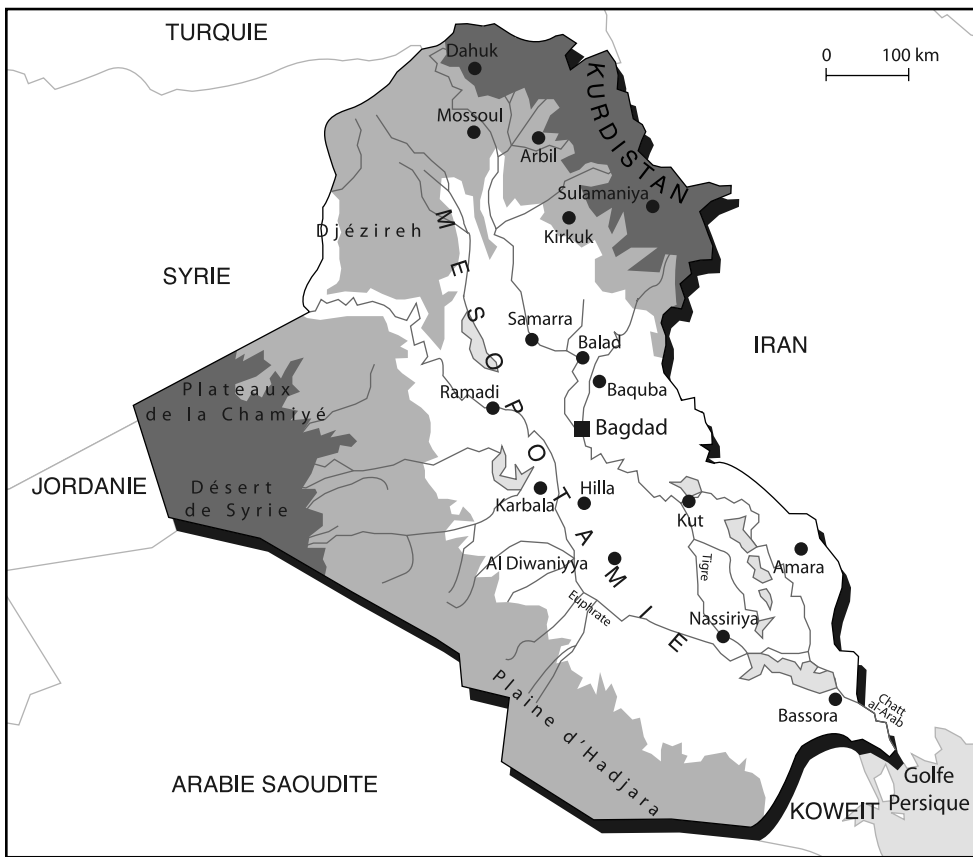 TURQUIE
Dahuk
0 100 km
KURDISTAN
Mossoul
Arbil
Sulamaniya
Kirkuk
Djézireh
MESOPOTAMIE
SYRIE
Samarra
Balad
IRAN
Baquba
Ramadi
Plateaux
de la Chamiyé
Bagdad
JORDANIE
Désert
de Syrie
Karbala
Hilla
Kut
Al Diwaniyya
Tigre
Amara
Euphrate
Nassiriya
Plaine d'Hadjara
Bassora
Chatt
al-Arab
ARABIE SAOUDITE
KOWEIT
Golfe
Persique